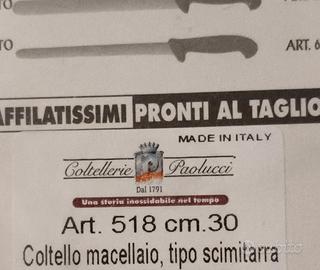 TO
TO
ART. 6
AFFILATISSIMI PRONTI AL TAGLIO
MADE IN ITALY
Coltellerie Paolucci
Dal 1791
Una storia inossidabile nel tempo
Art. 518 cm.30
Coltello macellaio, tipo scimitarra